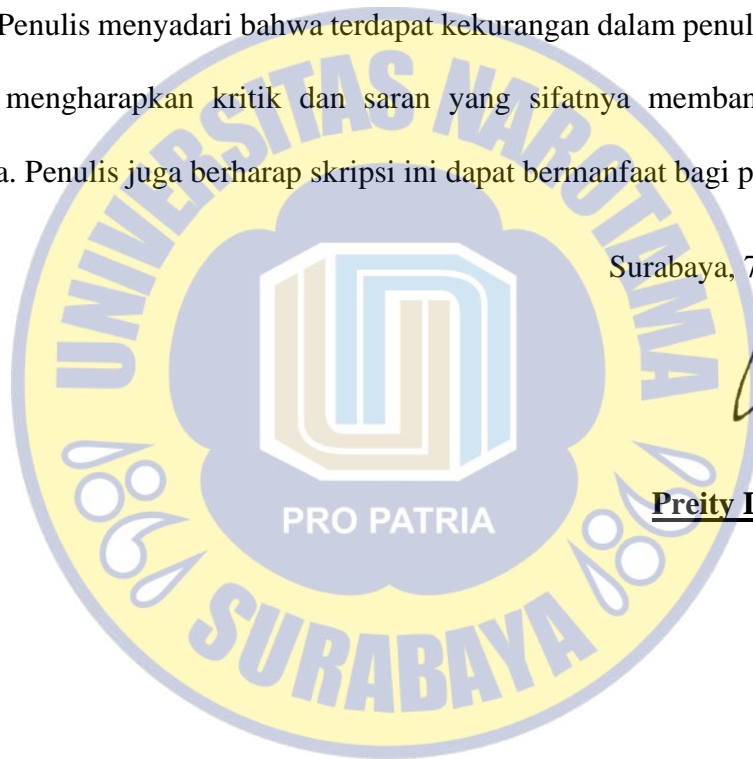 Penulis menyadari bahwa terdapat kekurangan dalam penul
mengharapkan kritik dan saran yang sifatnya memban
a. Penulis juga berharap skripsi ini dapat bermanfaat bagi p
Surabaya, 7
Preity I
UNIVERSITAS NAROTAMA
PRO PATRIA
SURABAYA